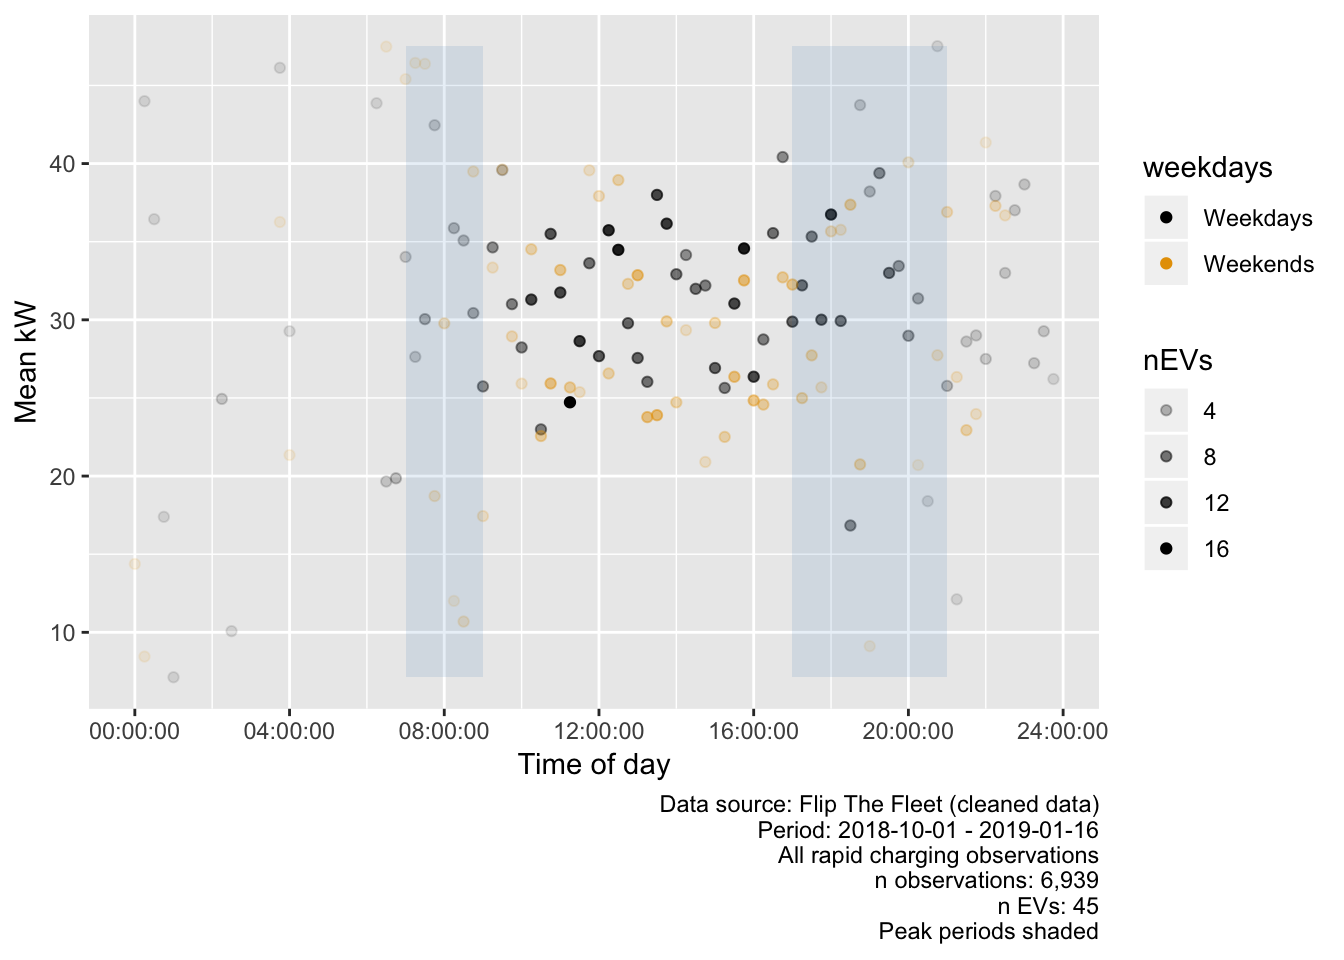 40
30
20
10
Mean kW
00:00:00 04:00:00 08:00:00 12:00:00 16:00:00 20:00:00 24:00:00
Time of day
weekdays
Weekdays
Weekends
nEVs
4
8
12
16
Data source: Flip The Fleet (cleaned data)
Period: 2018-10-01 - 2019-01-16
All rapid charging observations
n observations: 6,939
n EVs: 45
Peak periods shaded